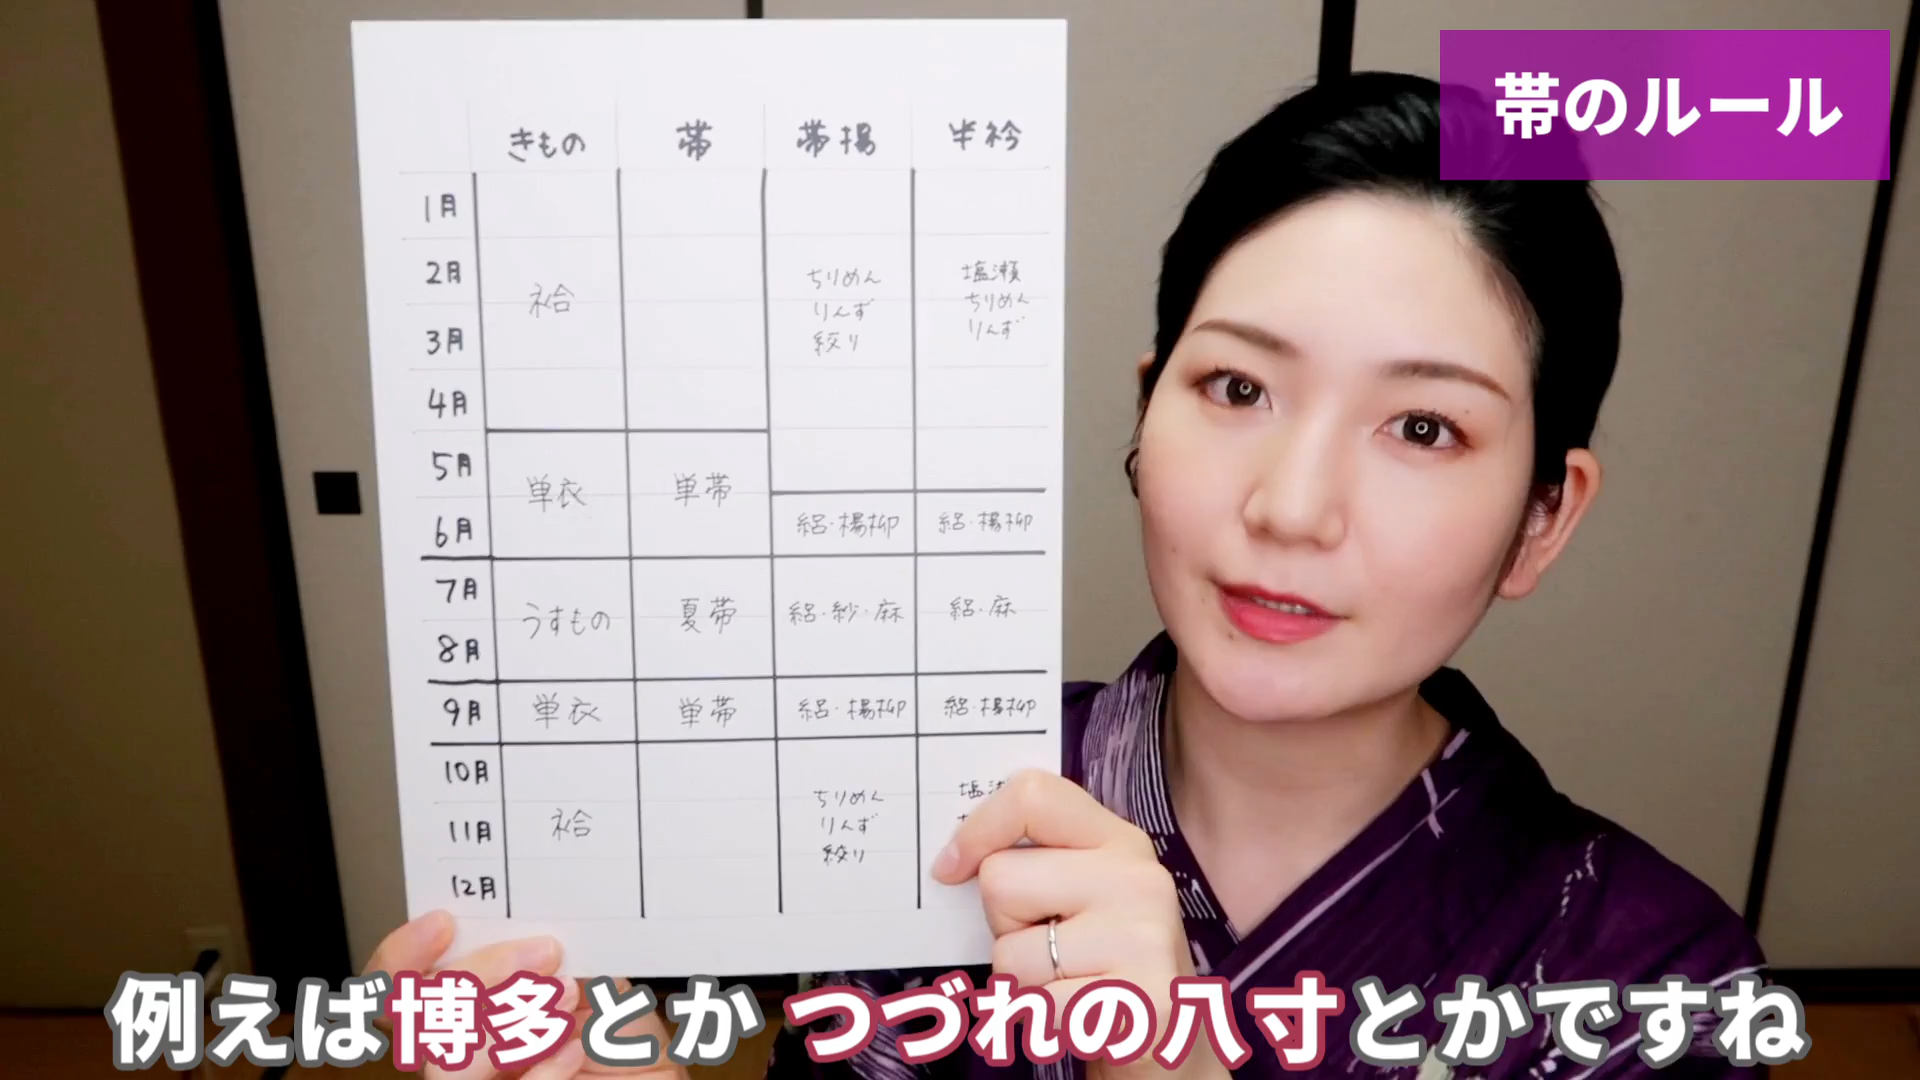 帯のルール
きもの 帯 帯揚 半衿
1月
2月
3月
4月
5月
6月
7月
8月
9月
10月
11月
12月
袷
単衣
うすもの
単衣
袷
単帯
夏帯
単帯
ちりめん
りんず
絞り
絽・楊柳
絽・紗・麻
絽・楊柳
ちりめん
りんず
絞り
塩瀬
ちりめん
りんず
絽・楊柳
絽・麻
絽・楊柳
塩
例えば博多とか つづれの八寸とかですね